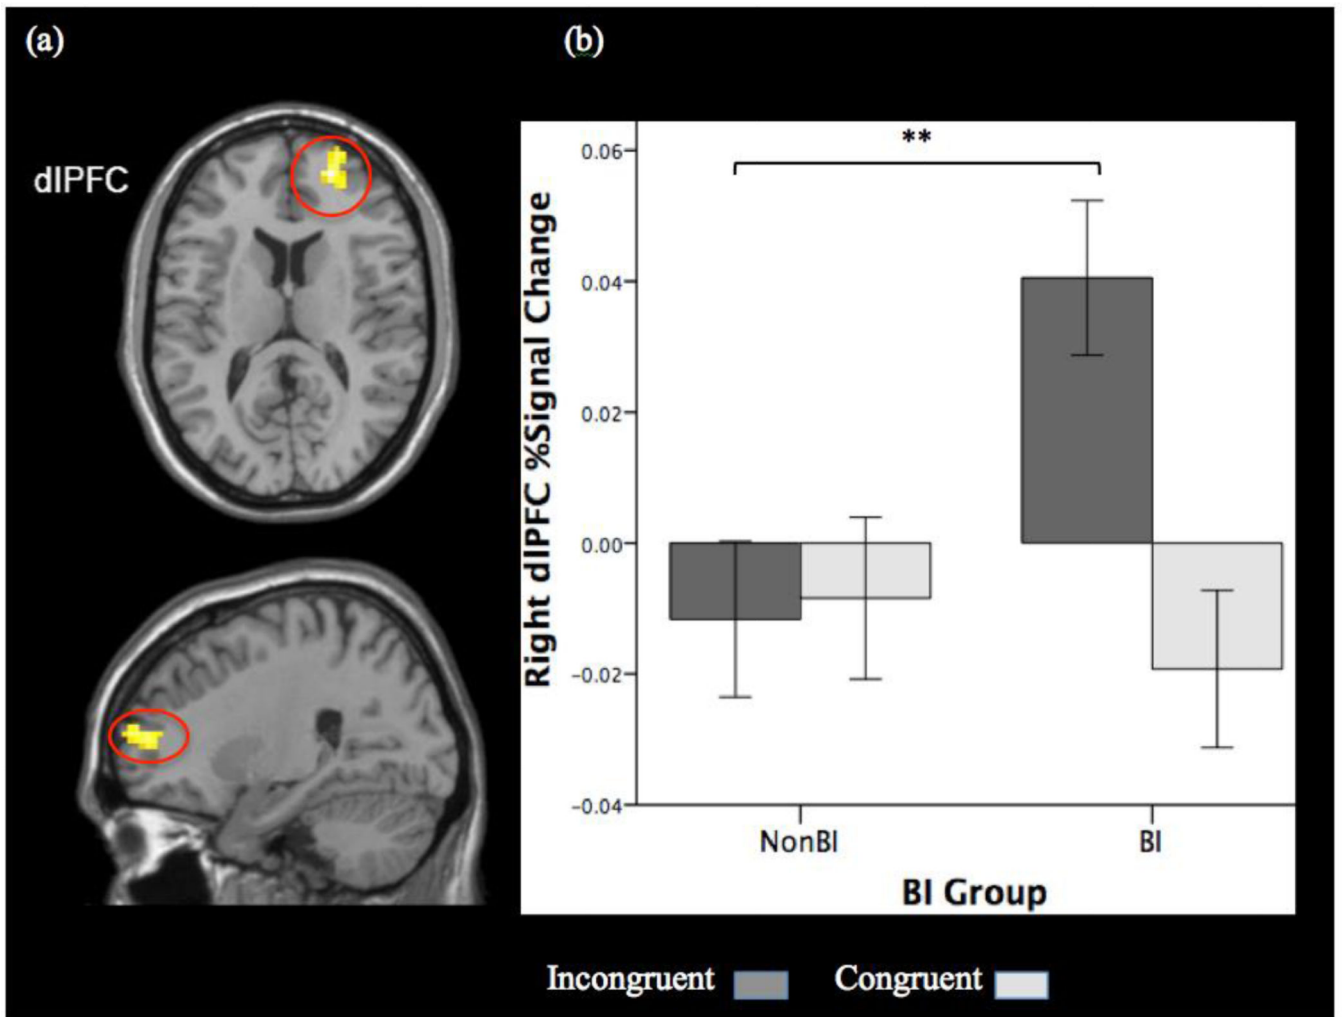 (a)
(b)
dlPFC
**
Right dlPFC %Signal Change
0.06
0.04
0.02
0.00
-0.02
-0.04
NonBI
BI
BI Group
Incongruent
Congruent